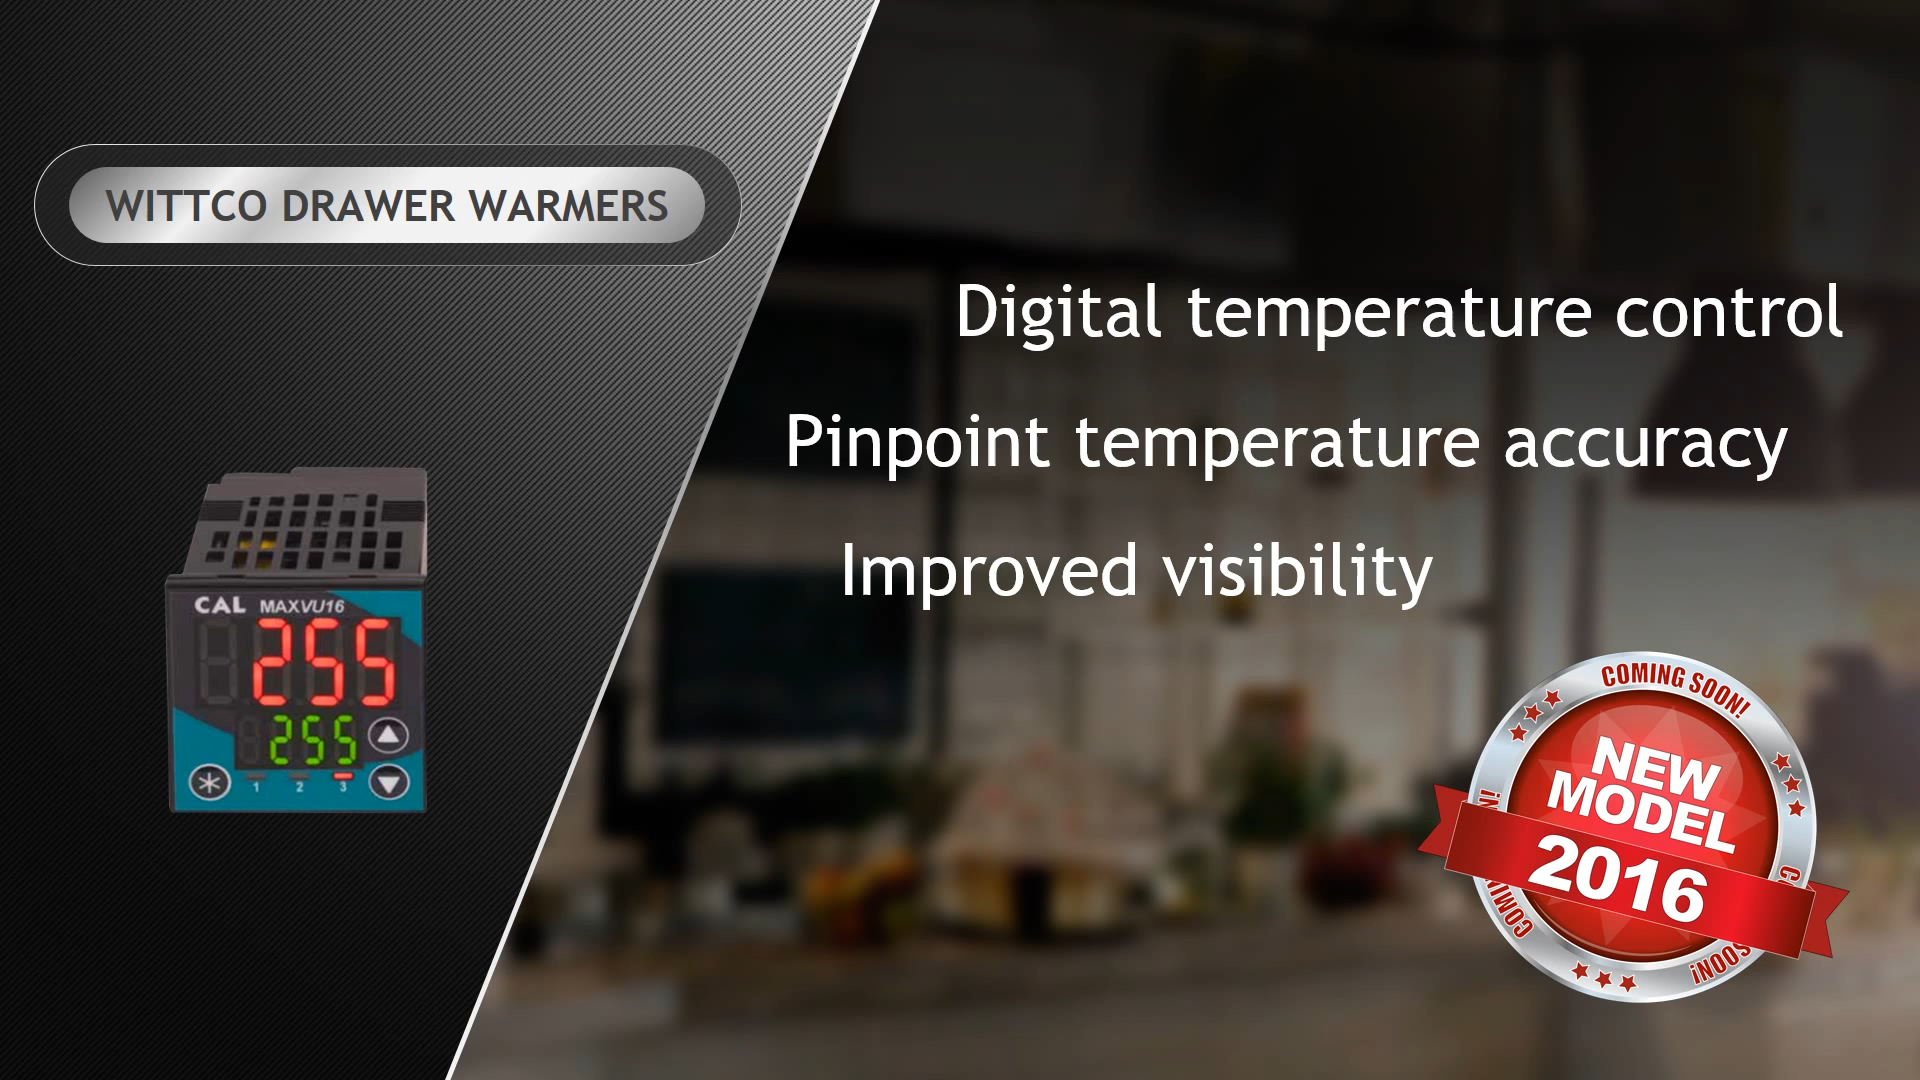 WITTCO DRAWER WARMERS
Digital temperature control
Pinpoint temperature accuracy
Improved visibility
CAL MAXVU16
255
255
1 2 3
COMING SOON!
NEW
MODEL
2016
COMING
SOON!